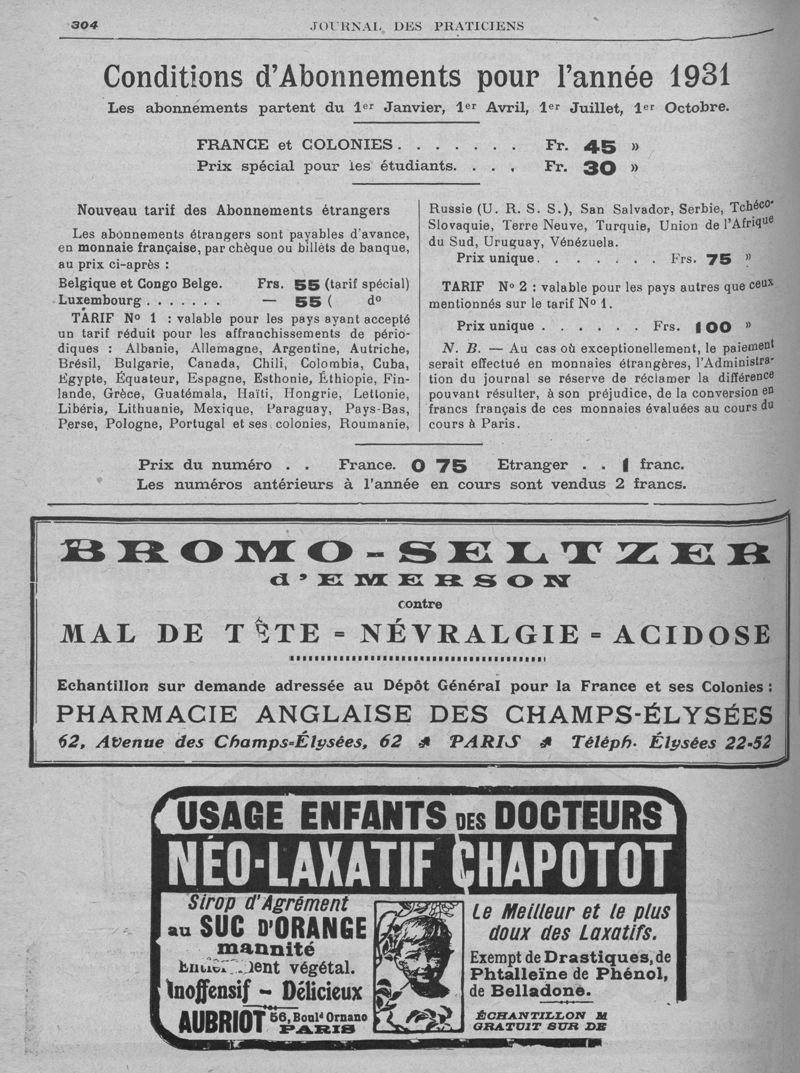 304
JOURNAL DES PRATICIENS
Conditions d'Abonnements pour l'année 1931
Les abonnements partent du 1er Janvier, 1er Avril, 1er Juillet, 1er Octobre.
FRANCE et COLONIES . . . . . . . Fr. 45 »
Prix spécial pour les étudiants. . . . Fr. 30 »
Nouveau tarif des Abonnements étrangers
Les abonnements étrangers sont payables d'avance,
en monnaie française, par chèque ou billets de banque,
au prix ci-après :
Belgique et Congo Belge. Frs. 55 (tarif spécial)
Luxembourg . . . . . . . — 55 ( do
TARIF No 1 : valable pour les pays ayant accepté
un tarif réduit pour les affranchissements de pério-
diques : Albanie, Allemagne, Argentine, Autriche,
Brésil, Bulgarie, Canada, Chili, Colombia, Cuba,
Egypte, Équateur, Espagne, Esthonie, Éthiopie, Fin-
lande, Grèce, Guatémala, Haïti, Hongrie, Lettonie,
Libéria, Lithuanie, Mexique, Paraguay, Pays-Bas,
Perse, Pologne, Portugal et ses colonies, Roumanie,
Russie (U. R. S. S.), San Salvador, Serbie, Tchéco-
Slovaquie, Terre Neuve, Turquie, Union de l'Afrique
du Sud, Uruguay, Vénézuela.
Prix unique . . . . . . . Frs. 75 »
TARIF No 2 : valable pour les pays autres que ceux
mentionnés sur le tarif No 1.
Prix unique . . . . . . Frs. 100 »
N. B. — Au cas où exceptionellement, le paiement
serait effectué en monnaies étrangères, l'Administra-
tion du journal se réserve de réclamer la différence
pouvant résulter, à son préjudice, de la conversion en
francs français de ces monnaies évaluées au cours du
cours à Paris.
Prix du numéro . . France. 0 75 Etranger . . 1 franc.
Les numéros antérieurs à l'année en cours sont vendus 2 francs.
BROMO-SELTZER
d'EMERSON
contre
MAL DE TÊTE = NÉVRALGIE = ACIDOSE
Echantillon sur demande adressée au Dépôt Général pour la France et ses Colonies :
PHARMACIE ANGLAISE DES CHAMPS-ÉLYSÉES
62, Avenue des Champs-Élysées, 62 PARIS Téléph. Élysées 22-52
USAGE ENFANTS DES DOCTEURS
NÉO-LAXATIF CHAPOTOT
Sirop d'Agrément
au SUC D'ORANGE
mannité
ent végétal.
Inoffensif - Délicieux
AUBRIOT 56, Bould Ornano
PARIS
Le Meilleur et le plus
doux des Laxatifs.
Exempt de Drastiques, de
Phtalleïne de Phénol,
de Belladone.
ÉCHANTILLON M
GRATUIT SUR DE